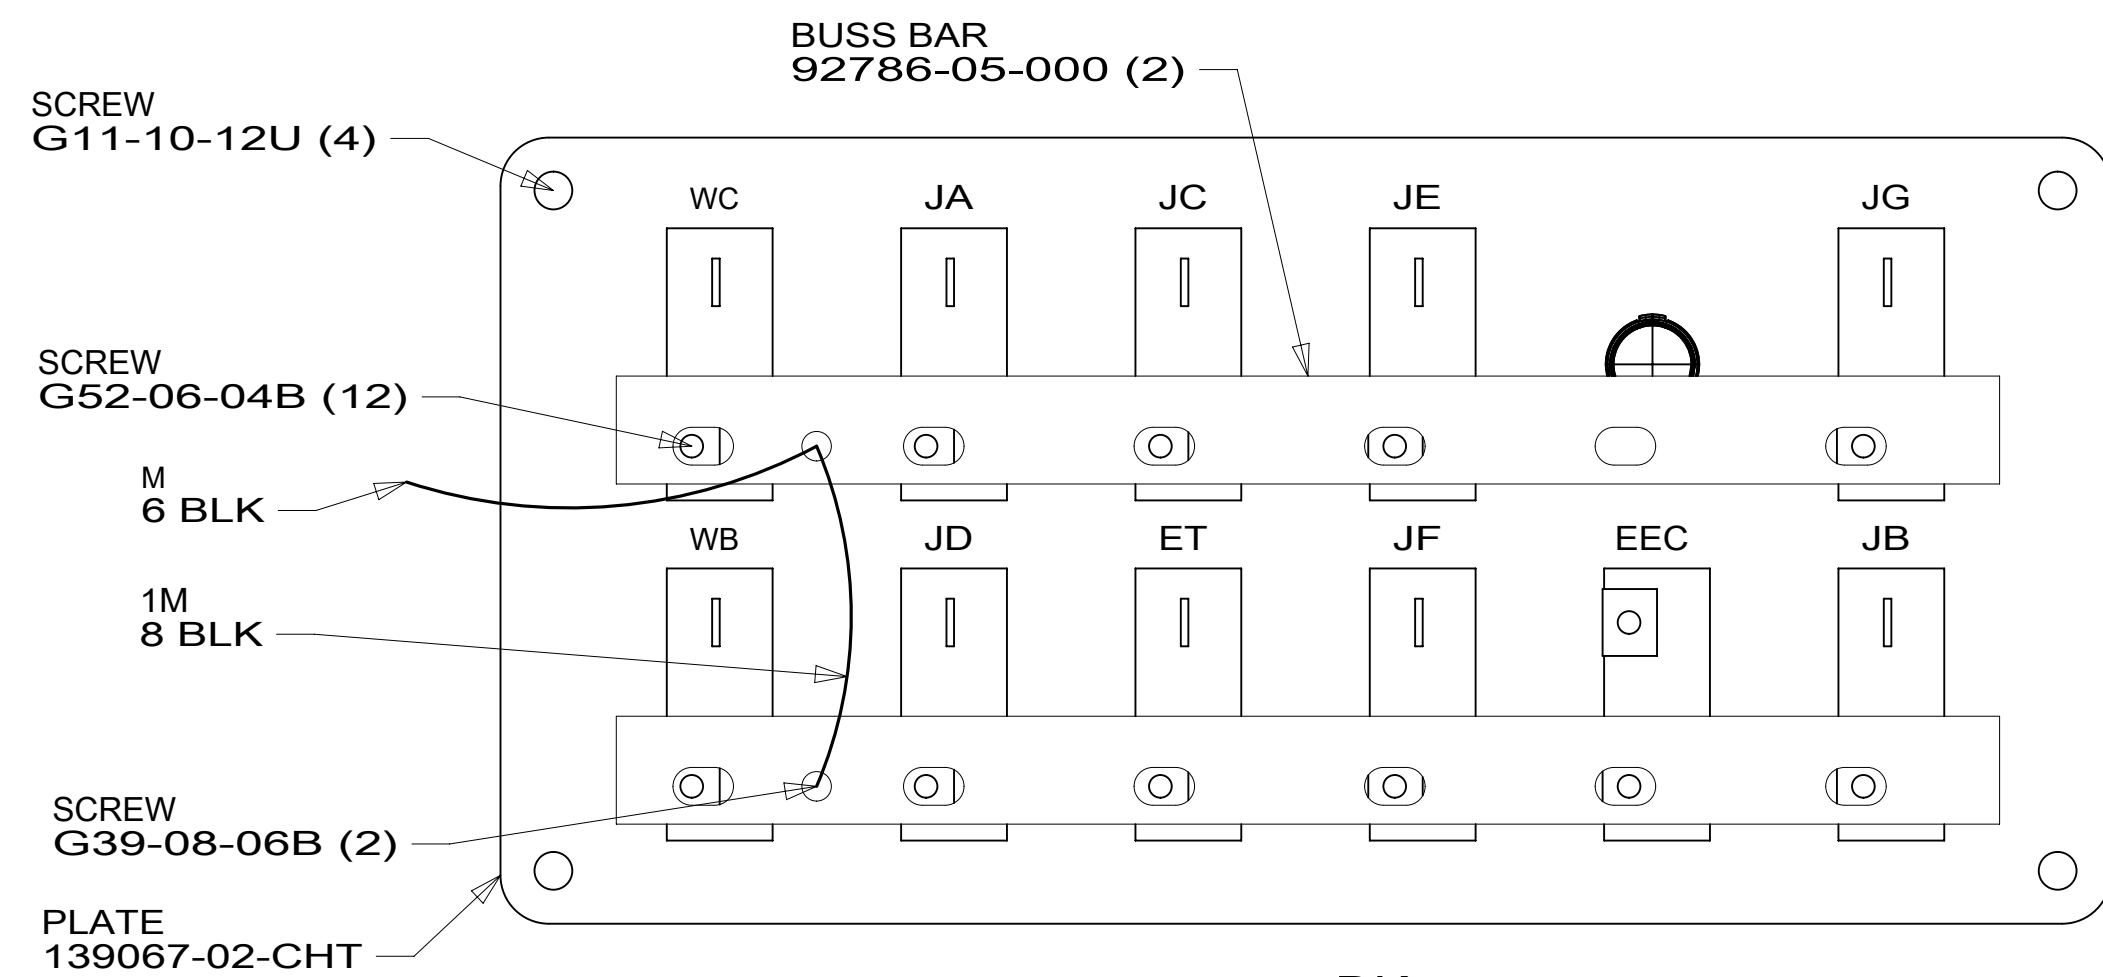 BUSS BAR
92786-05-000 (2)
SCREW
G11-10-12U (4)
WC JA JC JE JG
SCREW
G52-06-04B (12)
M
6 BLK
WB JD ET JF EEC JB
1M
8 BLK
SCREW
G39-08-06B (2)
PLATE
139067-02-CHT